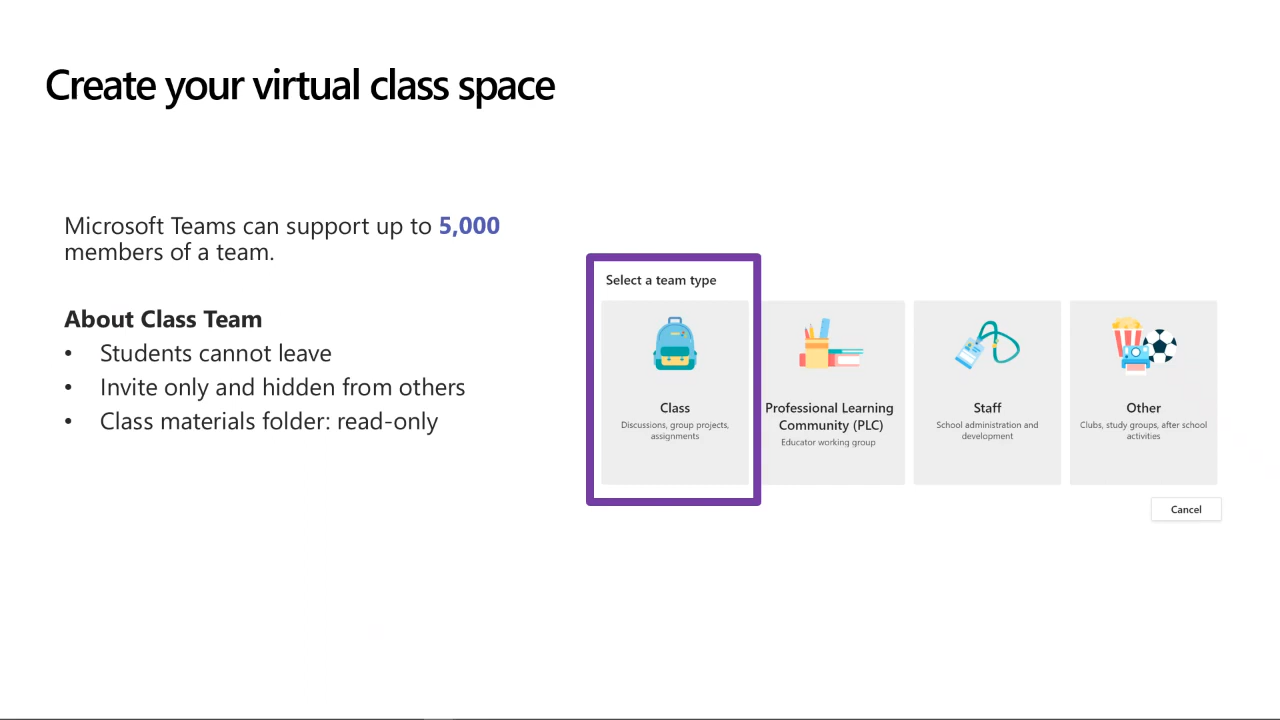 Create your virtual class space
Microsoft Teams can support up to 5,000
members of a team.
About Class Team
• Students cannot leave
• Invite only and hidden from others
• Class materials folder: read-only
Select a team type
Class
Discussions, group projects,
assignments
Professional Learning
Community (PLC)
Educator working group
Staff
School administration and
development
Other
Clubs, study groups, after school
activities
Cancel